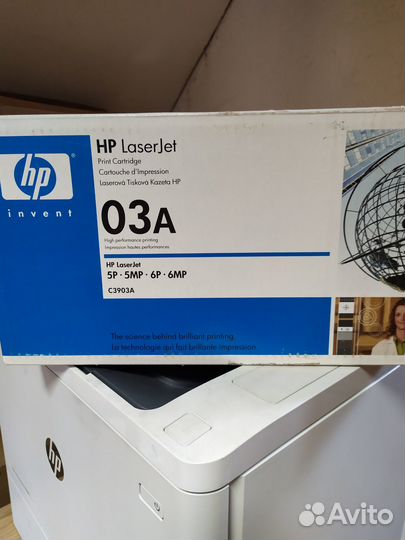 HP LaserJet
Print Cartridge
Cartouche d'Impression
Laserová Tisková Kazeta HP
hp
invent
03A
High performance printing
Impression hautes performances
HP LaserJet
5P · 5MP · 6P · 6MP
C3903A
The science behind brilliant printing.
La technologie qui fait brillante impression.
hp
Avito